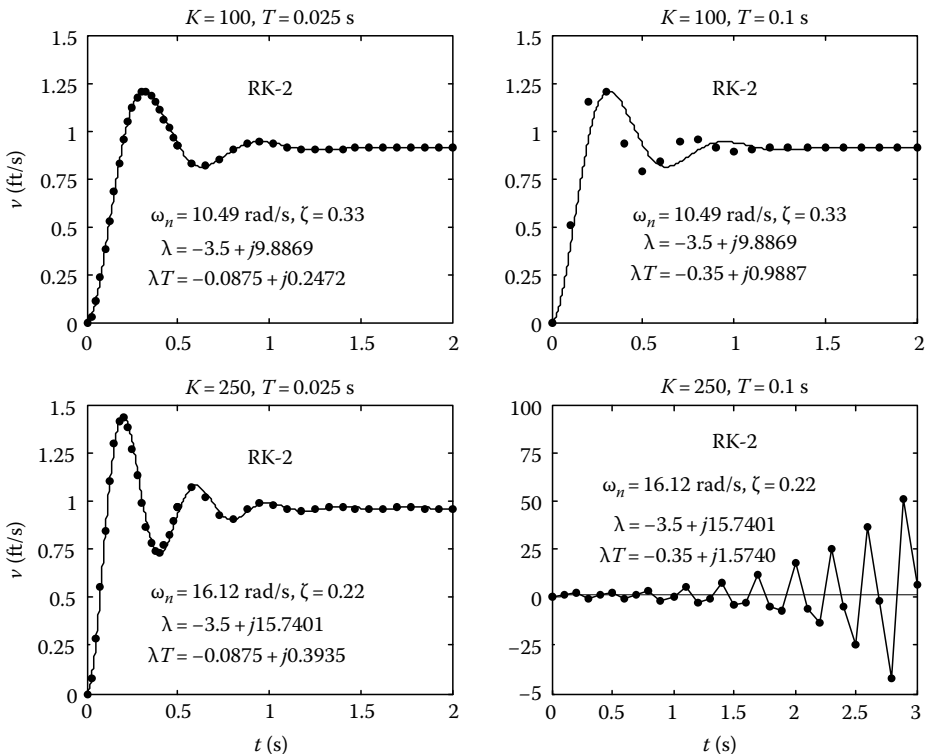 K = 100, T = 0.025 s
1.5
1.25
1
0.75
0.5
0.25
0
v (ft/s)
RK-2
ωn = 10.49 rad/s, ζ = 0.33
λ = −3.5 + j9.8869
λT = −0.0875 + j0.2472
0 0.5 1 1.5 2
K = 100, T = 0.1 s
1.5
1.25
1
0.75
0.5
0.25
0
RK-2
ωn = 10.49 rad/s, ζ = 0.33
λ = −3.5 + j9.8869
λT = −0.35 + j0.9887
0 0.5 1 1.5 2
K = 250, T = 0.025 s
1.5
1.25
1
0.75
0.5
0.25
0
v (ft/s)
RK-2
ωn = 16.12 rad/s, ζ = 0.22
λ = −3.5 + j15.7401
λT = −0.0875 + j0.3935
0 0.5 1 1.5 2
t (s)
K = 250, T = 0.1 s
100
75
50
0
−25
−5
RK-2
ωn = 16.12 rad/s, ζ = 0.22
λ = −3.5 + j15.7401
λT = −0.35 + j1.5740
0 0.5 1 1.5 2 2.5 3
t (s)